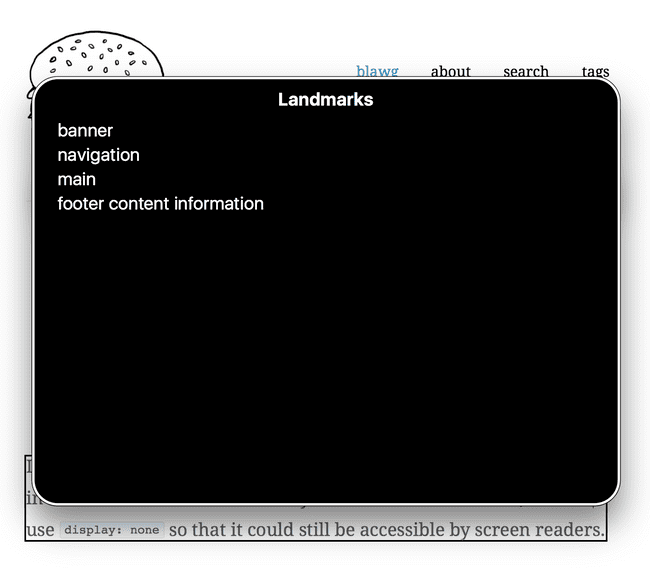 blawg about search tags
Landmarks
banner
navigation
main
footer content information
use display: none so that it could still be accessible by screen readers.